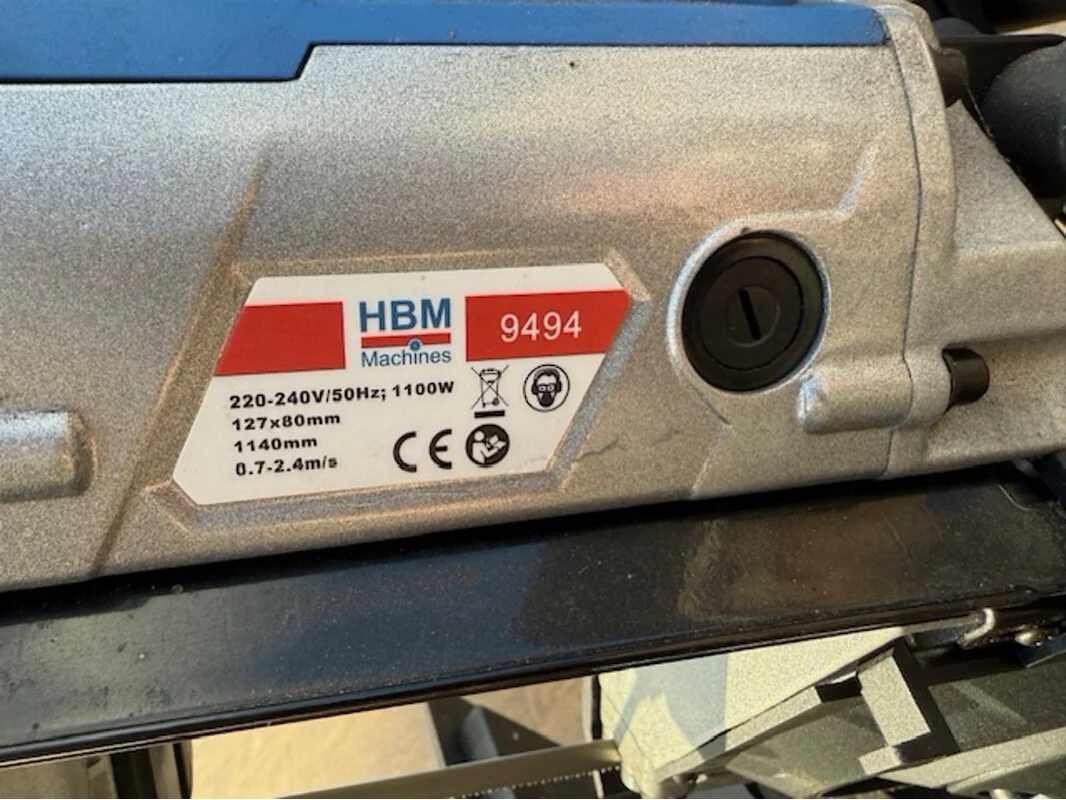 HBM
Machines
9494
220-240V/50Hz; 1100W
127x80mm
1140mm
0.7-2.4m/s
CE